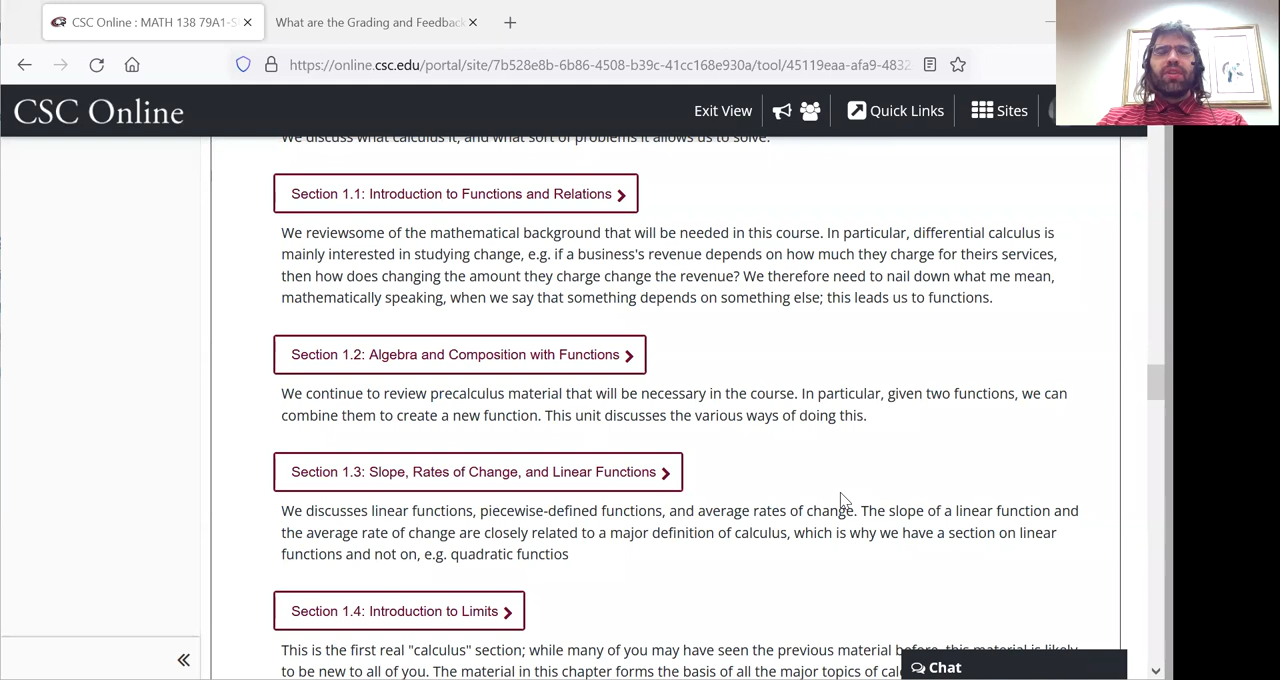 CSC Online : MATH 138 79A1-S
What are the Grading and Feedback
https://online.csc.edu/portal/site/7b528e8b-6b86-4508-b39c-41cc168e930a/tool/45119eaa-afa9-4832
CSC Online
Exit View
Quick Links
Sites
We discuss what calculus it, and what sort of problems it allows us to solve.
Section 1.1: Introduction to Functions and Relations
We reviewsome of the mathematical background that will be needed in this course. In particular, differential calculus is
mainly interested in studying change, e.g. if a business's revenue depends on how much they charge for theirs services,
then how does changing the amount they charge change the revenue? We therefore need to nail down what me mean,
mathematically speaking, when we say that something depends on something else; this leads us to functions.
Section 1.2: Algebra and Composition with Functions
We continue to review precalculus material that will be necessary in the course. In particular, given two functions, we can
combine them to create a new function. This unit discusses the various ways of doing this.
Section 1.3: Slope, Rates of Change, and Linear Functions
We discusses linear functions, piecewise-defined functions, and average rates of change. The slope of a linear function and
the average rate of change are closely related to a major definition of calculus, which is why we have a section on linear
functions and not on, e.g. quadratic functios
Section 1.4: Introduction to Limits
This is the first real "calculus" section; while many of you may have seen the previous material before, this material is likely
to be new to all of you. The material in this chapter forms the basis of all the major topics of
Chat